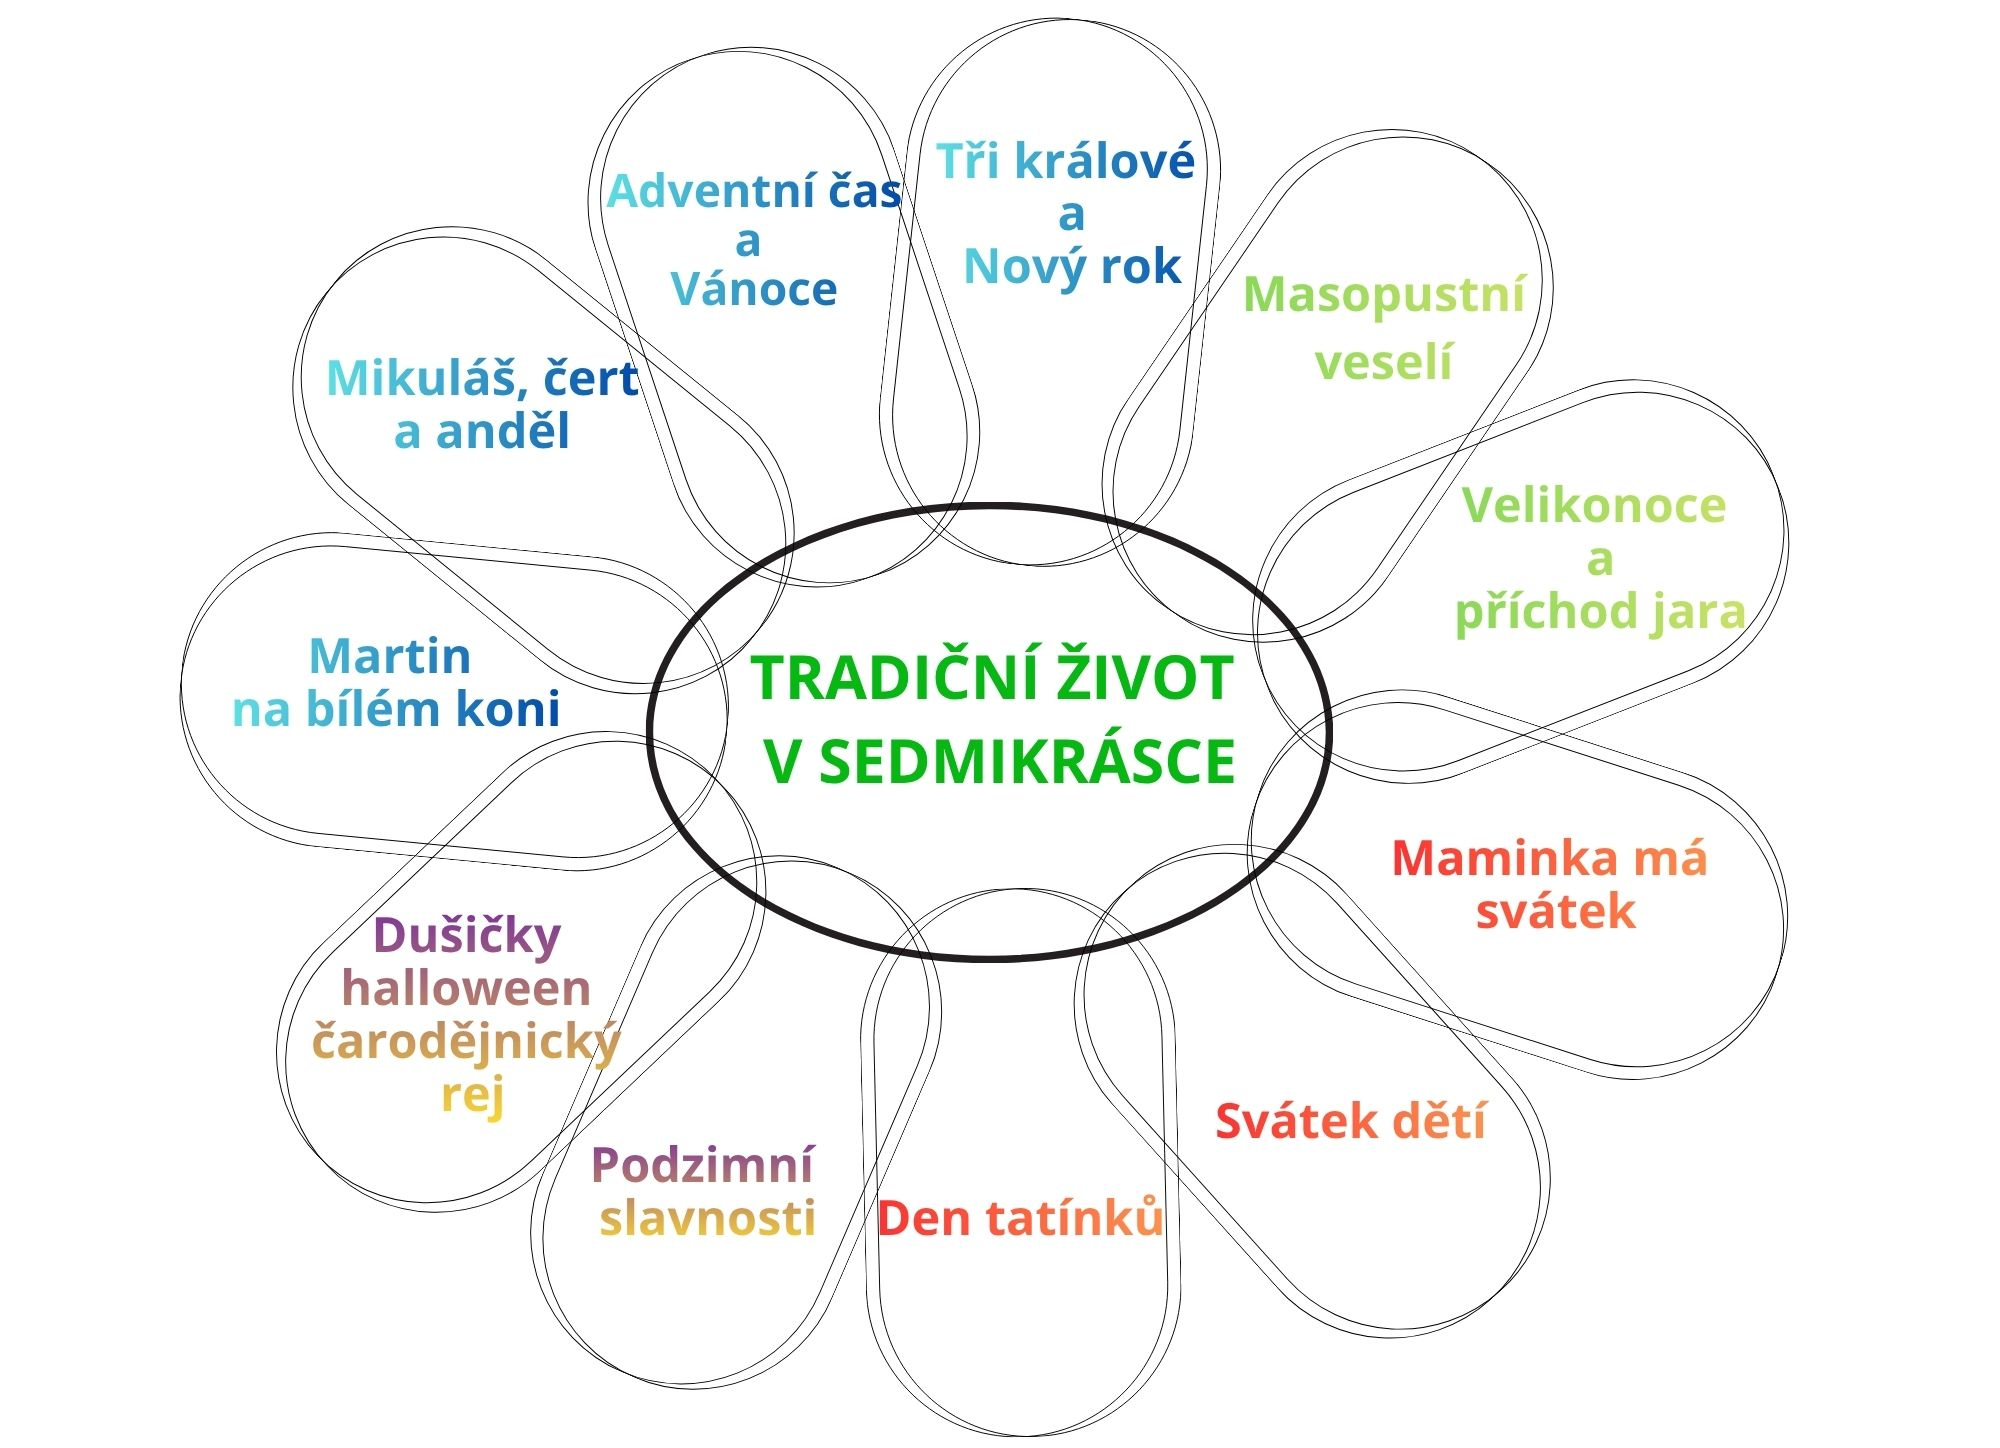 Tři králové
a
Nový rok
Masopustní
veselí
Velikonoce
a
příchod jara
Maminka má
svátek
Svátek dětí
Den tatínků
Podzimní
slavnosti
Dušičky
halloween
čarodějnický
rej
Martin
na bílém koni
Mikuláš, čert
a anděl
Adventní čas
a
Vánoce
TRADIČNÍ ŽIVOT
V SEDMIKRÁSCE